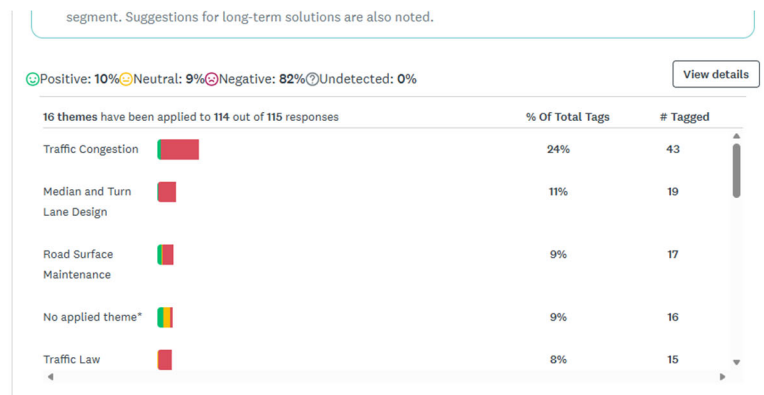 segment. Suggestions for long-term solutions are also noted.
Positive: 10% Neutral: 9% Negative: 82% Undetected: 0%
View details
16 themes have been applied to 114 out of 115 responses % Of Total Tags # Tagged
Traffic Congestion 24% 43
Median and Turn 11% 19
Lane Design
Road Surface 9% 17
Maintenance
No applied theme* 9% 16
Traffic Law 8% 15